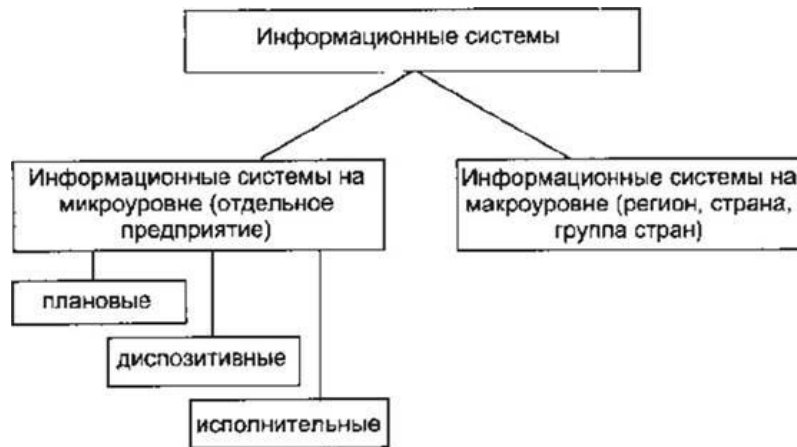 Информационные системы
Информационные системы на
микроуровне (отдельное
предприятие)
Информационные системы на
макроуровне (регион, страна,
группа стран)
плановые
диспозитивные
исполнительные